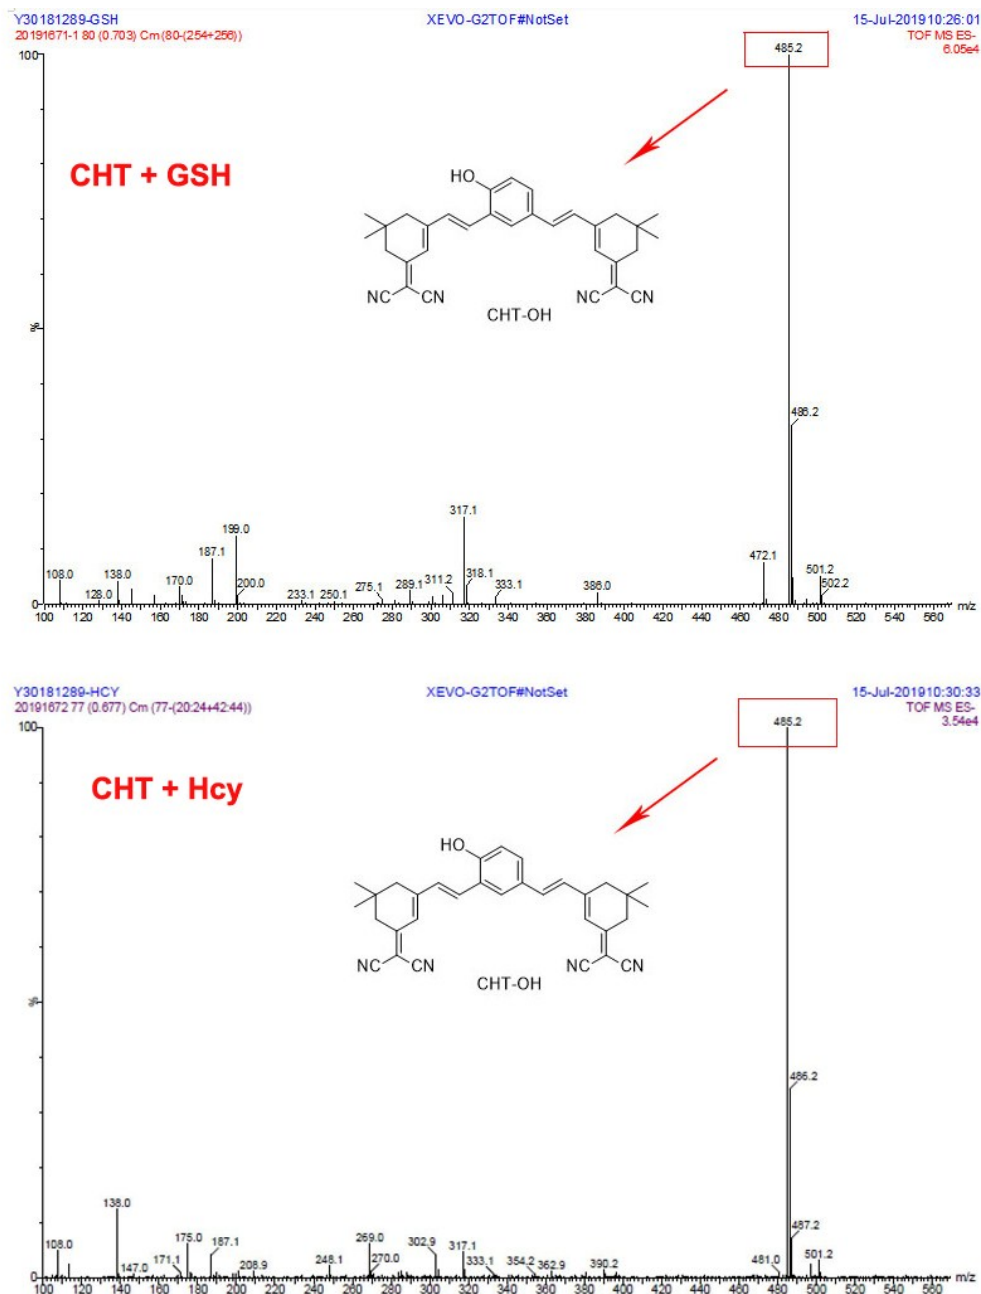 Y30181289-GSH XEVO-G2TOF#NotSet 15-Jul-201910:26:01
20191671-1 80 (0.703) Cm (80-(254+256)) TOF MS ES-
6.05e4
100
485.2
CHT + GSH
HO
NC CN NC CN
CHT-OH
%
486.2
317.1
199.0
187.1
472.1
108.0
138.0
128.0
170.0
200.0
233.1
250.1
275.1
289.1
311.2
318.1
333.1
386.0
501.2
502.2
0
m/z
100 120 140 160 180 200 220 240 260 280 300 320 340 360 380 400 420 440 460 480 500 520 540 560
Y30181289-HCY XEVO-G2TOF#NotSet 15-Jul-201910:30:33
20191672 77 (0.677) Cm (77-(20:24+42:44)) TOF MS ES-
3.54e4
100
485.2
CHT + Hcy
HO
NC CN NC CN
CHT-OH
%
486.2
138.0
108.0
147.0
171.1
175.0
187.1
208.9
248.1
269.0
270.0
302.9
317.1
333.1
354.2
362.9
390.2
481.0
487.2
501.2
0
m/z
100 120 140 160 180 200 220 240 260 280 300 320 340 360 380 400 420 440 460 480 500 520 540 560